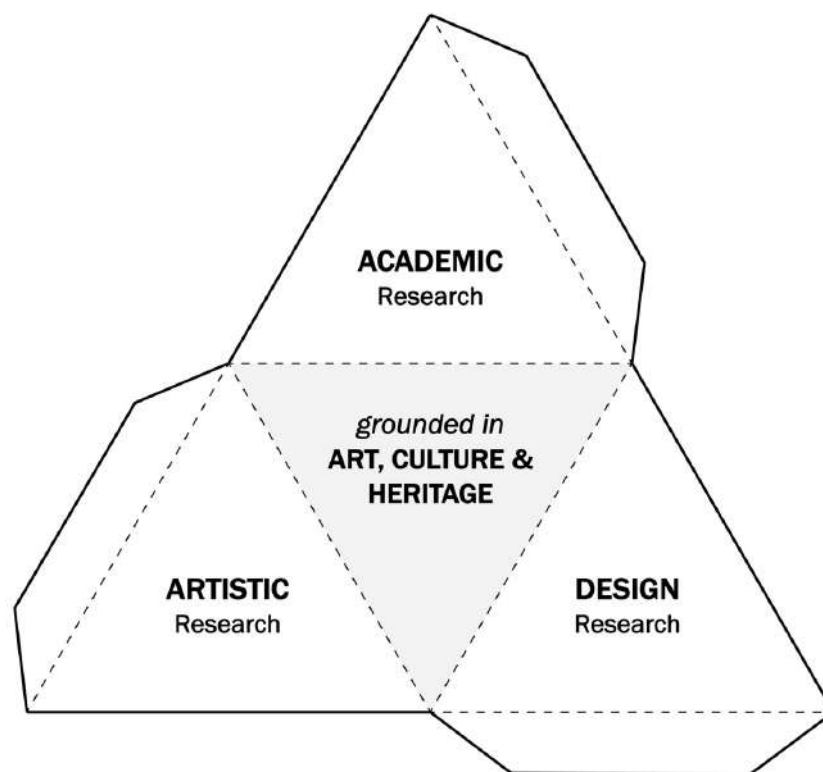 ACADEMIC
Research
grounded in
ART, CULTURE &
HERITAGE
ARTISTIC
Research
DESIGN
Research